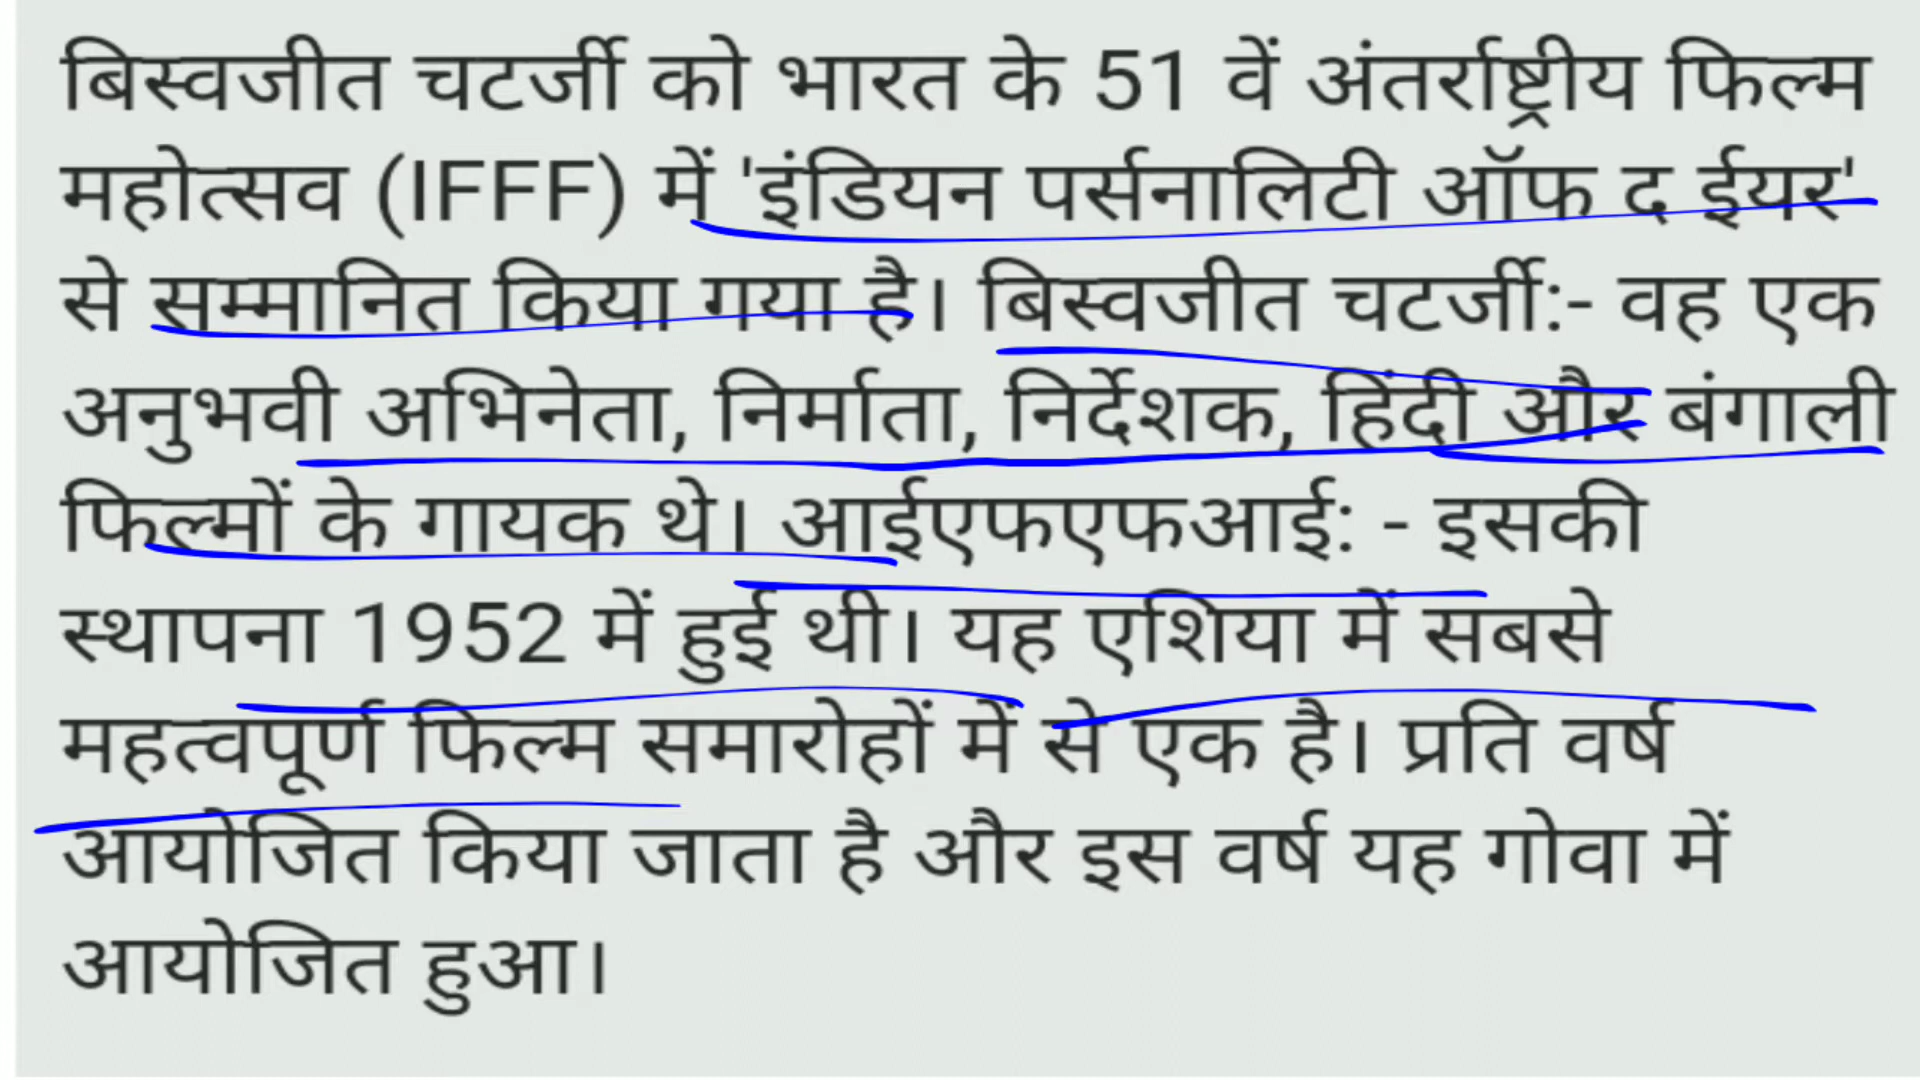 बिस्वजीत चटर्जी को भारत के 51 वें अंतर्राष्ट्रीय फिल्म
महोत्सव (IFFF) में 'इंडियन पर्सनालिटी ऑफ द ईयर'
से सम्मानित किया गया है। बिस्वजीत चटर्जी:- वह एक
अनुभवी अभिनेता, निर्माता, निर्देशक, हिंदी और बंगाली
फिल्मों के गायक थे। आईएफएफआई: - इसकी
स्थापना 1952 में हुई थी। यह एशिया में सबसे
महत्वपूर्ण फिल्म समारोहों में से एक है। प्रति वर्ष
आयोजित किया जाता है और इस वर्ष यह गोवा में
आयोजित हुआ।